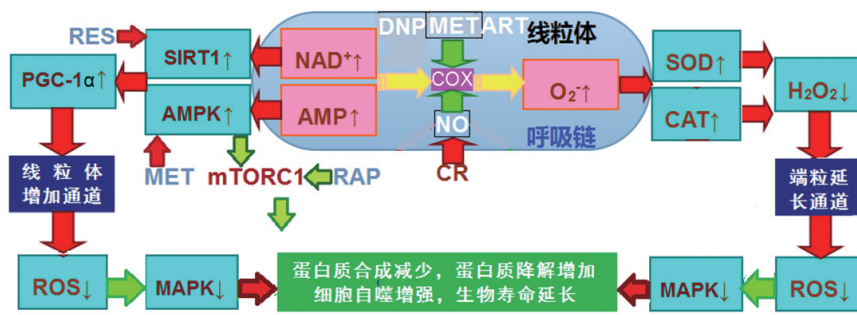 DNP MET ART 线粒体
RES
SIRT1↑
NAD⁺↑
SOD↑
PGC-1α↑
COX
O₂⁻↑
H₂O₂↓
AMPK↑
AMP↑
NO
呼吸链
CAT↑
MET
mTORC1
RAP
CR
线粒体
增加通道
端粒延
长通道
ROS↓
MAPK↓
蛋白质合成减少，蛋白质降解增加
细胞自噬增强，生物寿命延长
MAPK↓
ROS↓